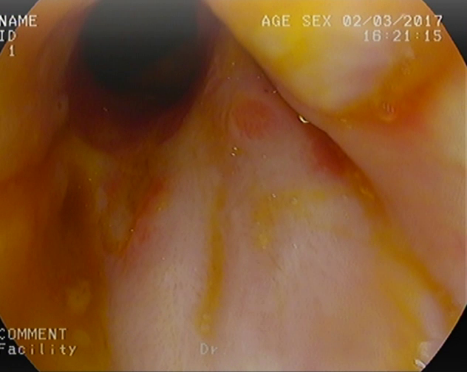 NAME
ID
1
AGE SEX 02/03/2017
16:21:15
COMMENT
Facility
Dr